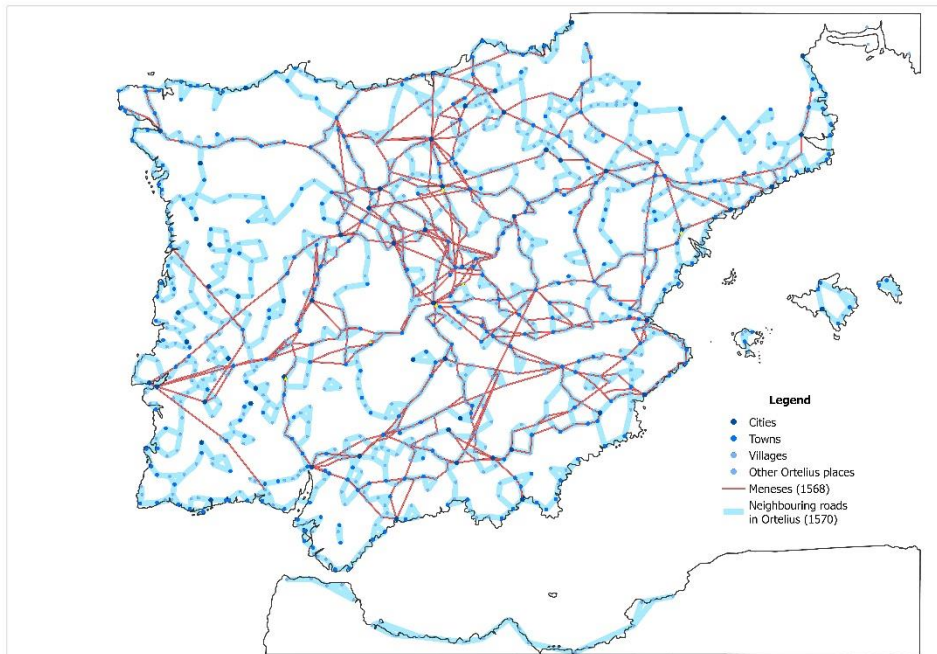 Legend
Cities
Towns
Villages
Other Ortelius places
Meneses (1568)
Neighbouring roads
in Ortelius (1570)